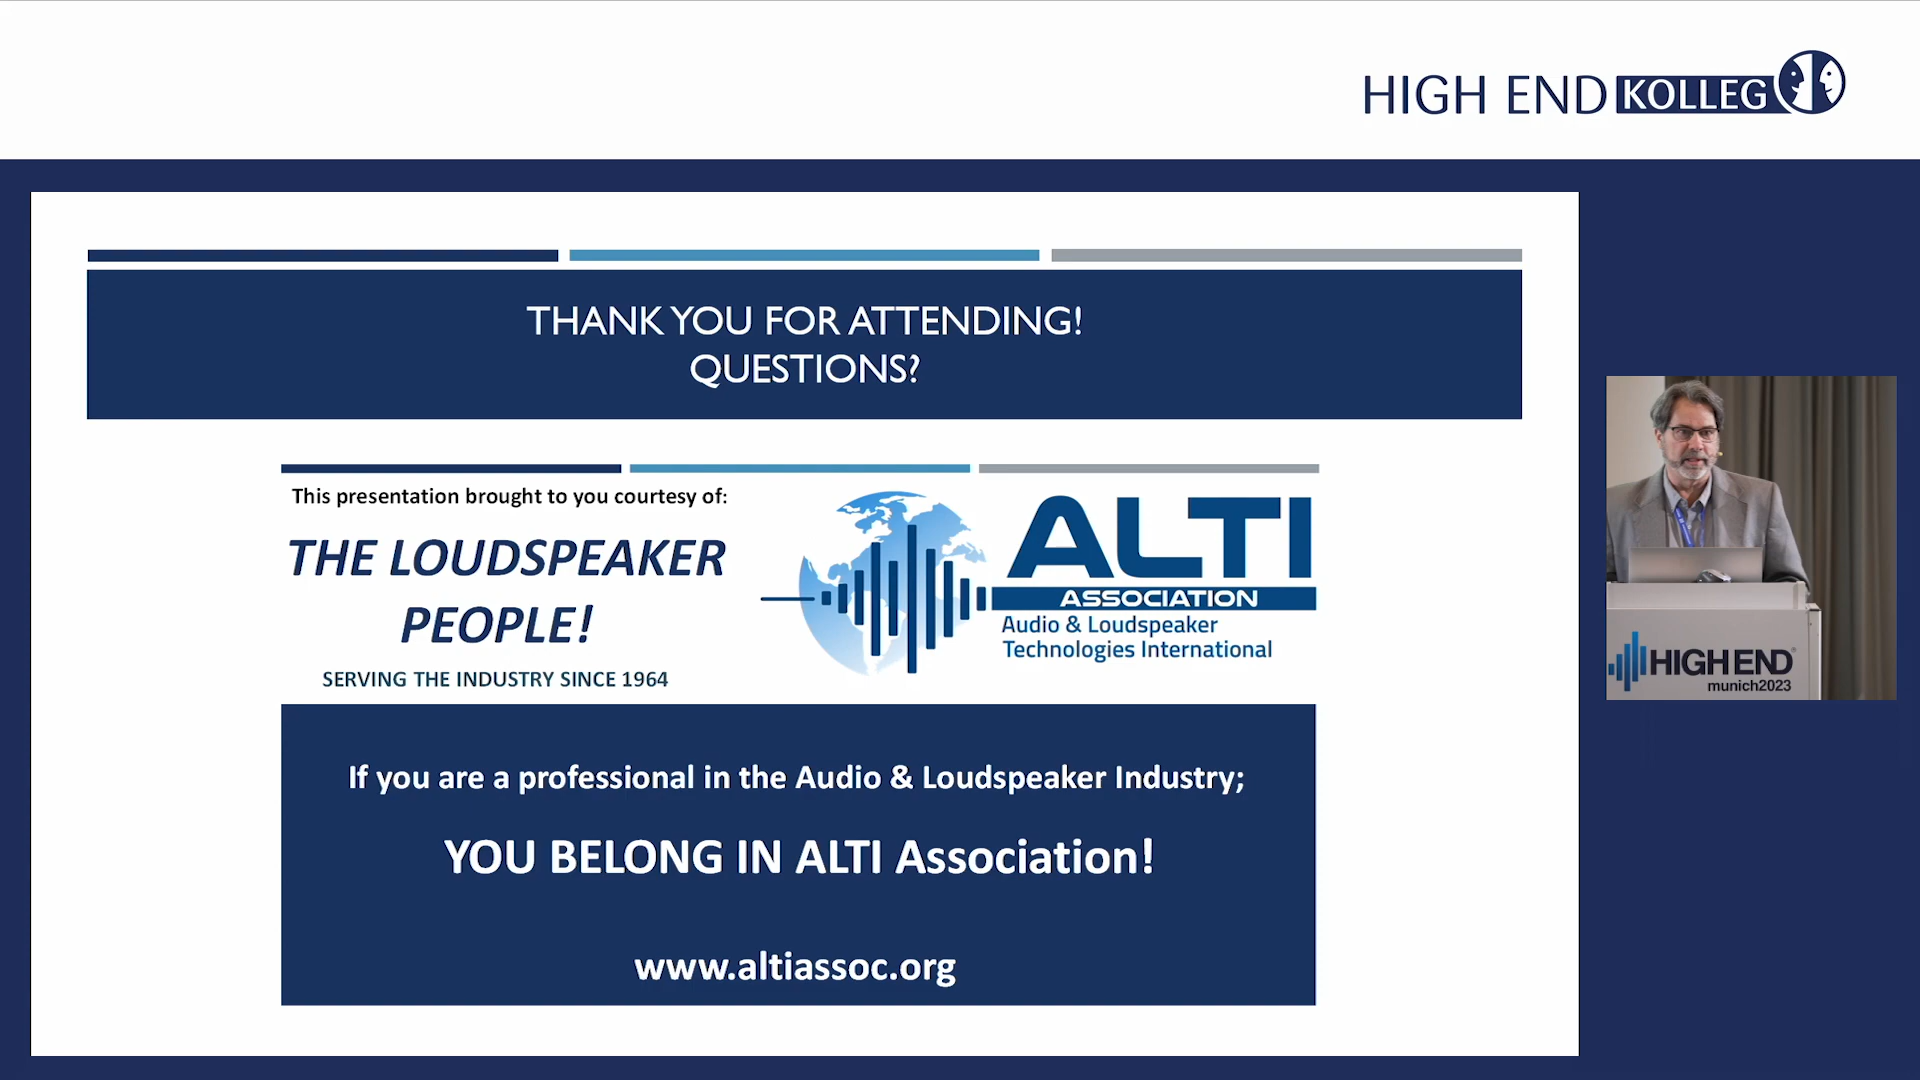 HIGH END KOLLEG
THANK YOU FOR ATTENDING!
QUESTIONS?
This presentation brought to you courtesy of:
THE LOUDSPEAKER
PEOPLE!
SERVING THE INDUSTRY SINCE 1964
ALTI
ASSOCIATION
Audio & Loudspeaker
Technologies International
If you are a professional in the Audio & Loudspeaker Industry;
YOU BELONG IN ALTI Association!
www.altiassoc.org
HIGH END®
munich2023